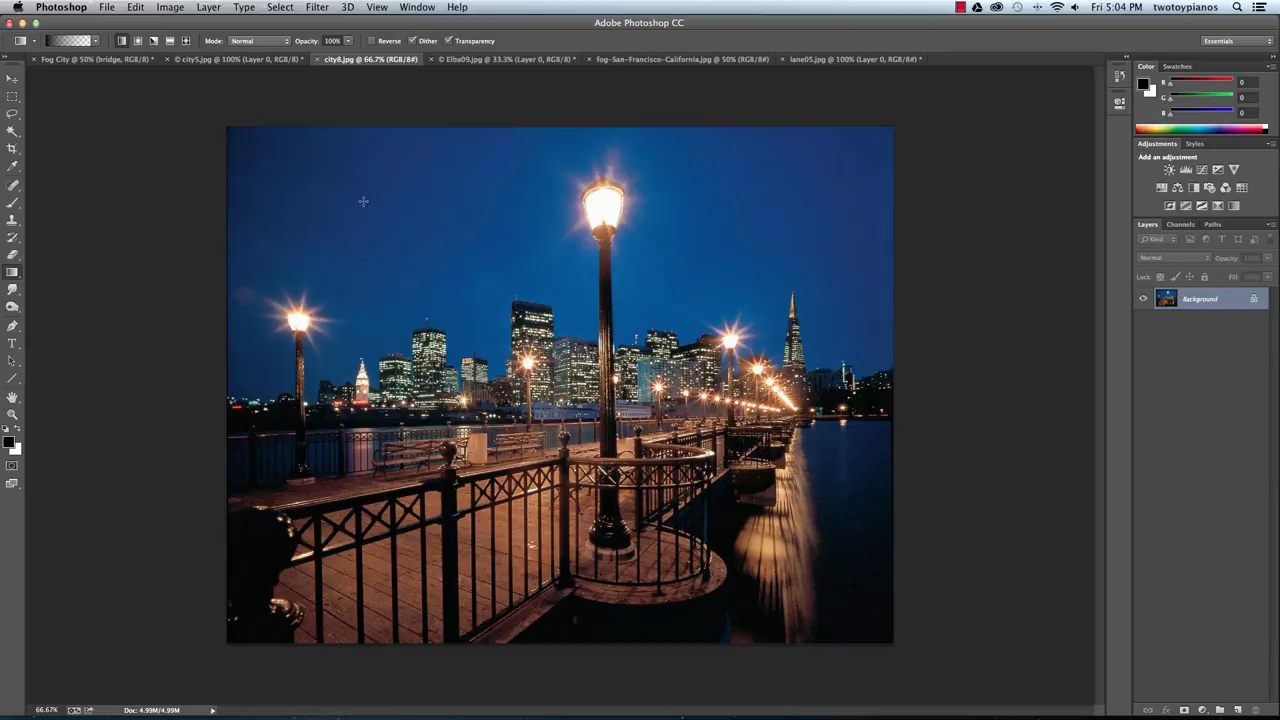 Photoshop File Edit Image Layer Type Select Filter 3D View Window Help Fri 5:04 PM twotoypianos
Adobe Photoshop CC
Mode: Normal Opacity: 100% Reverse Dither Transparency Essentials
Fog City @ 50% (bridge, RGB/8) * © city5.jpg @ 100% (Layer 0, RGB/8) * city8.jpg @ 66.7% (RGB/8#) © Elba09.jpg @ 33.3% (Layer 0, RGB/8) * fog-San-Francisco-California.jpg @ 50% (RGB/8#) lane05.jpg @ 100% (Layer 0, RGB/8) *
Color Swatches
R 0
G 0
B 0
Adjustments Styles
Add an adjustment
Layers Channels Paths
Kind
Normal Opacity: 100%
Lock: Fill: 100%
Background
66.67% Doc: 4.99M/4.99M